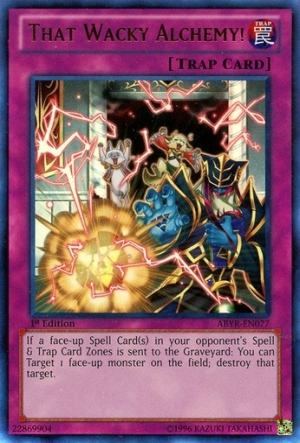 That Wacky Alchemy!
TRAP
罠
[Trap Card]
1st Edition
ABYR-EN077
If a face-up Spell Card(s) in your opponent's Spell
& Trap Card Zones is sent to the Graveyard: You can
Target 1 face-up monster on the field; destroy that
target.
22869904
©1996 KAZUKI TAKAHASHI